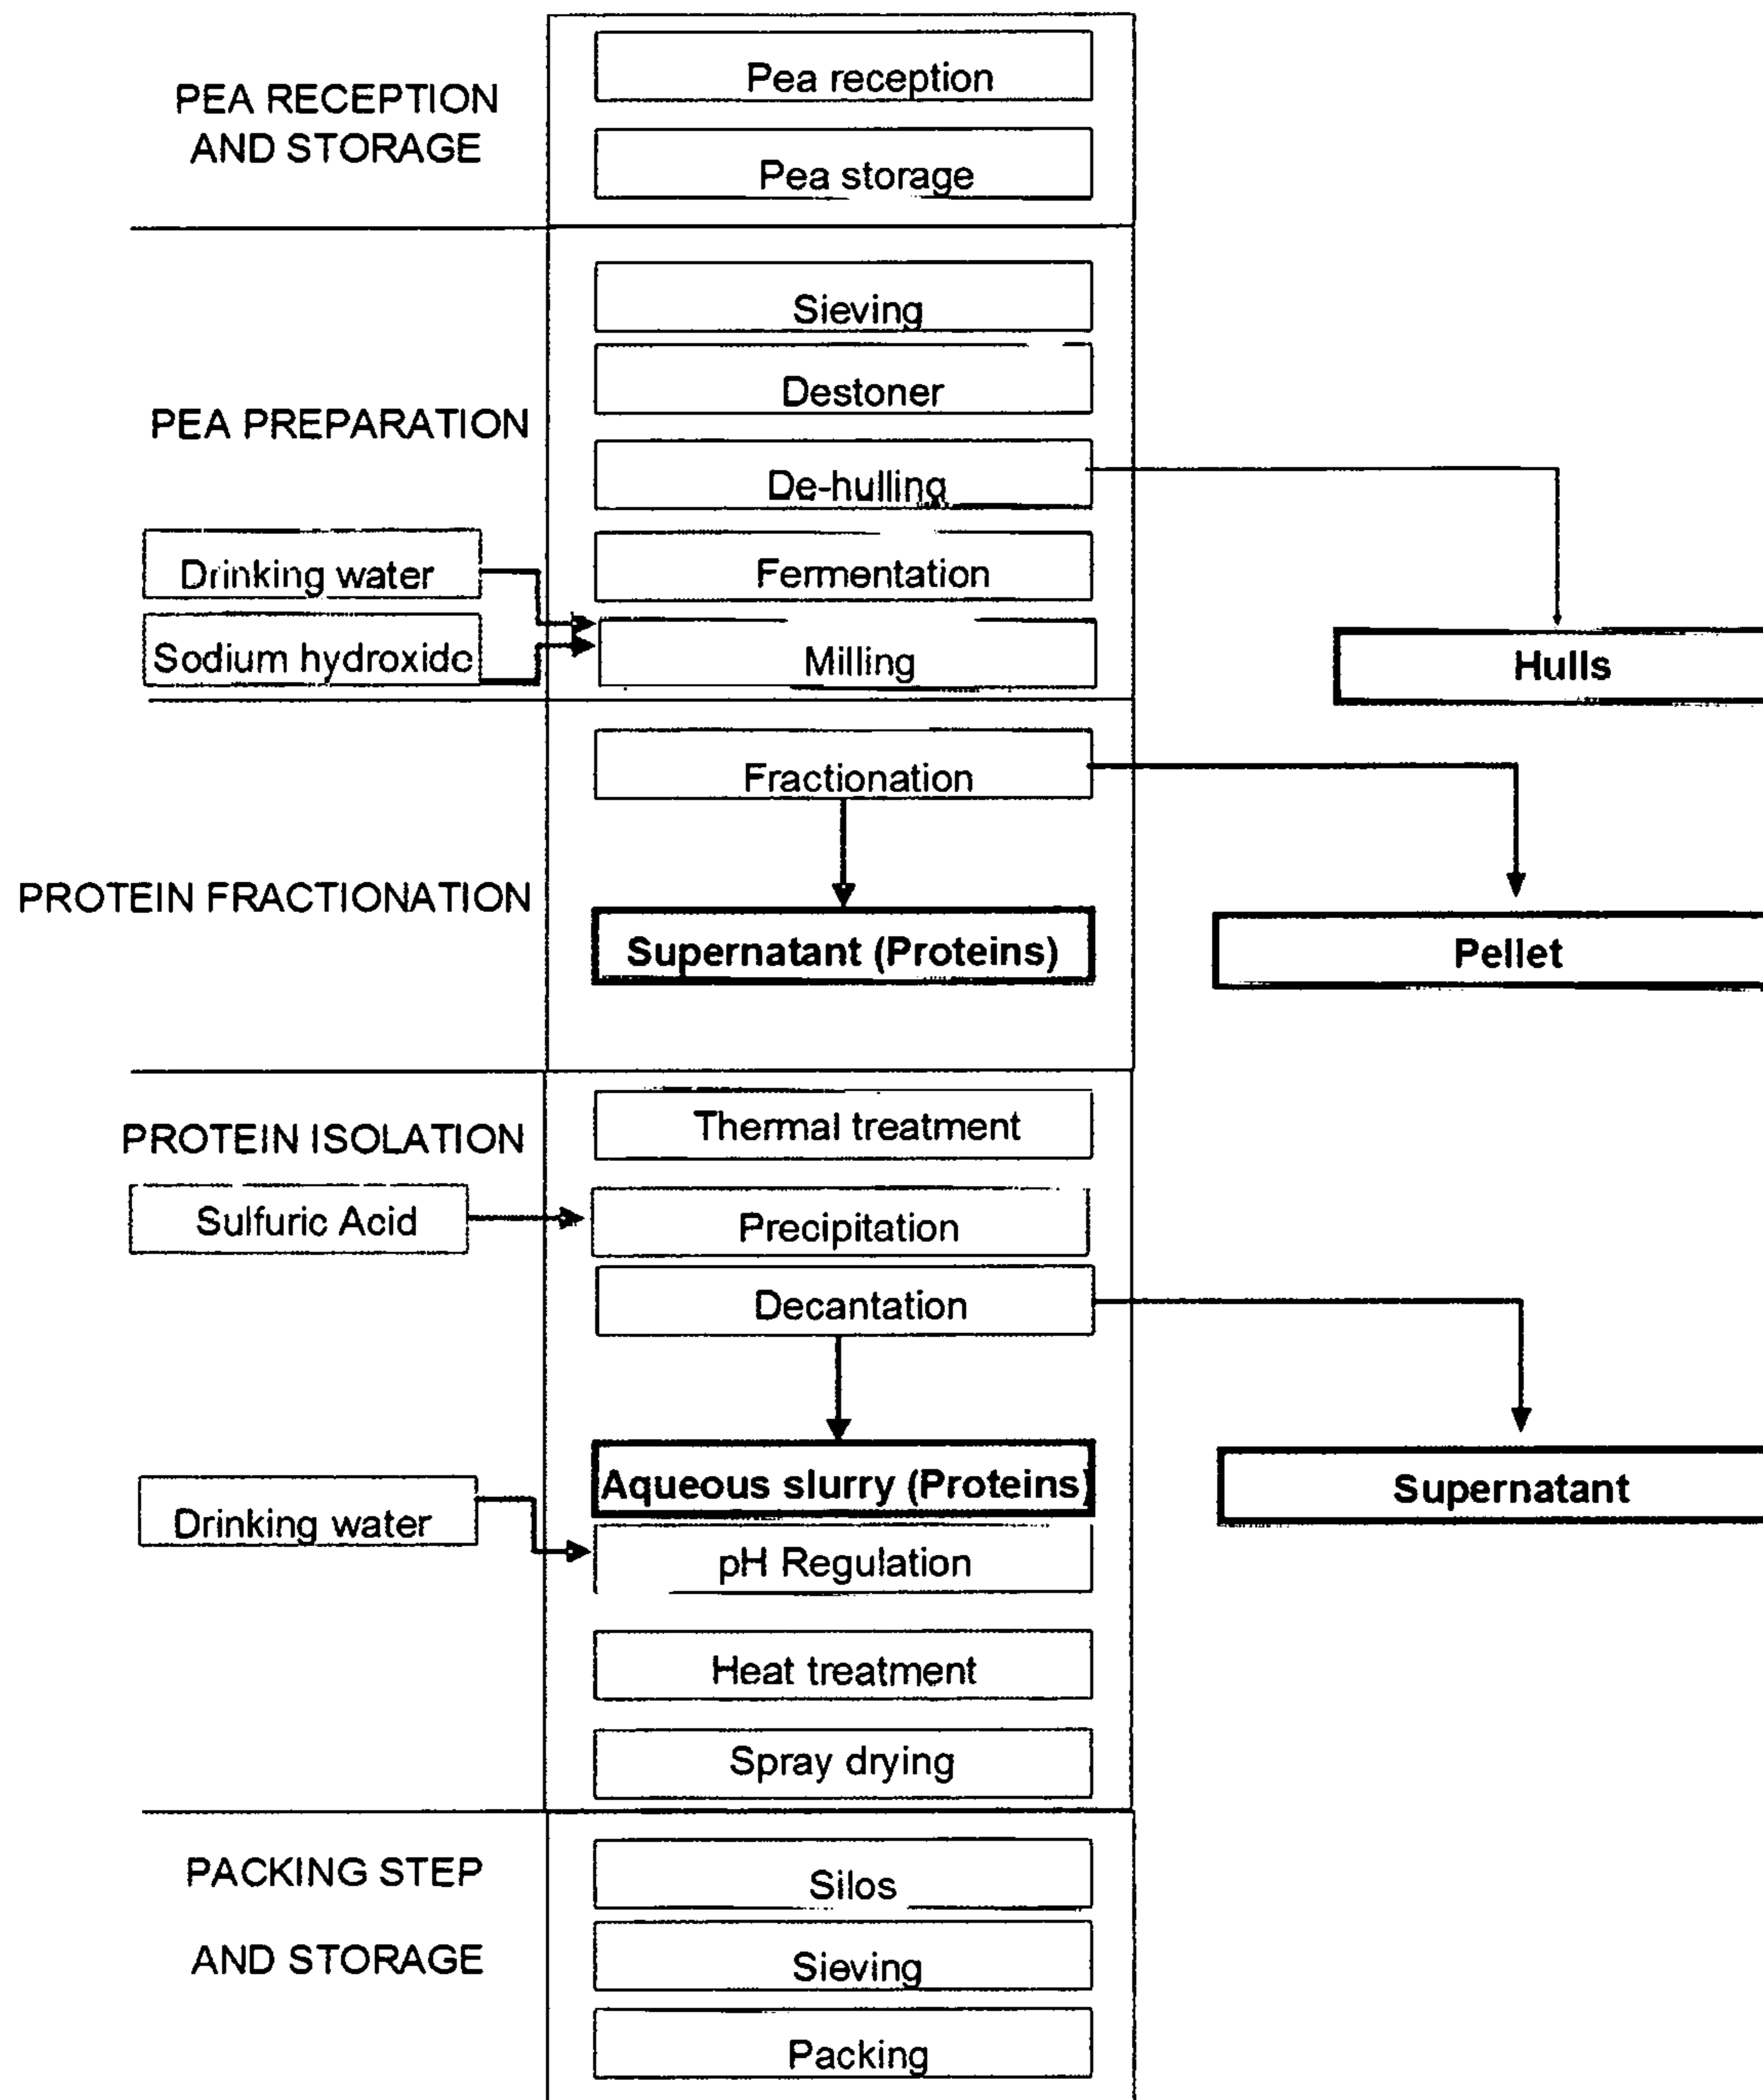 PEA RECEPTION
AND STORAGE
Pea reception
Pea storage
PEA PREPARATION
Sieving
Destoner
De-hulling
Fermentation
Drinking water
Sodium hydroxide
Milling
Hulls
PROTEIN FRACTIONATION
Fractionation
Supernatant (Proteins)
Pellet
PROTEIN ISOLATION
Thermal treatment
Sulfuric Acid
Precipitation
Decantation
Aqueous slurry (Proteins)
Supernatant
Drinking water
pH Regulation
Heat treatment
Spray drying
PACKING STEP
AND STORAGE
Silos
Sieving
Packing